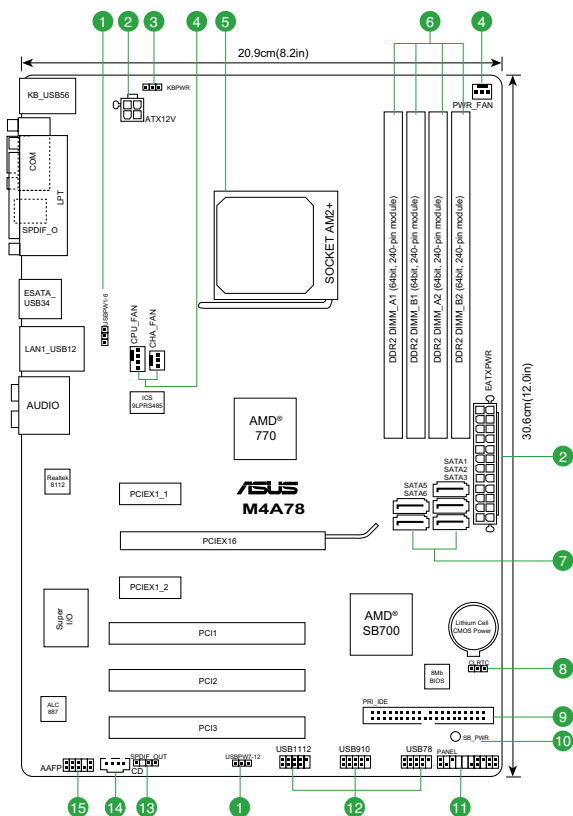 1
2
3
4
5
6
4
20.9cm(8.2in)
KB_USB56
KBPWR
ATX12V
PWR_FAN
COM
LPT
SPDIF_O
SOCKET AM2+
DDR2 DIMM_A1 (64bit, 240-pin module)
DDR2 DIMM_B1 (64bit, 240-pin module)
DDR2 DIMM_A2 (64bit, 240-pin module)
DDR2 DIMM_B2 (64bit, 240-pin module)
30.6cm(12.0in)
ESATA_
USB34
USBPW1-6
CPU_FAN
CHA_FAN
LAN1_USB12
EATXPWR
AUDIO
ICS
9LPRS485
AMD®
770
2
SATA1
SATA2
SATA3
SATA5
SATA6
Realtek
8112
PCIEX1_1
ASUS
M4A78
PCIEX16
7
PCIEX1_2
Super
I/O
AMD®
SB700
Lithium Cell
CMOS Power
PCI1
CLRTC
8
8Mb
BIOS
PCI2
ALC
887
PRI_IDE
9
PCI3
SB_PWR
10
AAFP
CD
SPDIF_OUT
USBPW7-12
USB1112
USB910
USB78
PANEL
15
14
13
1
12
11